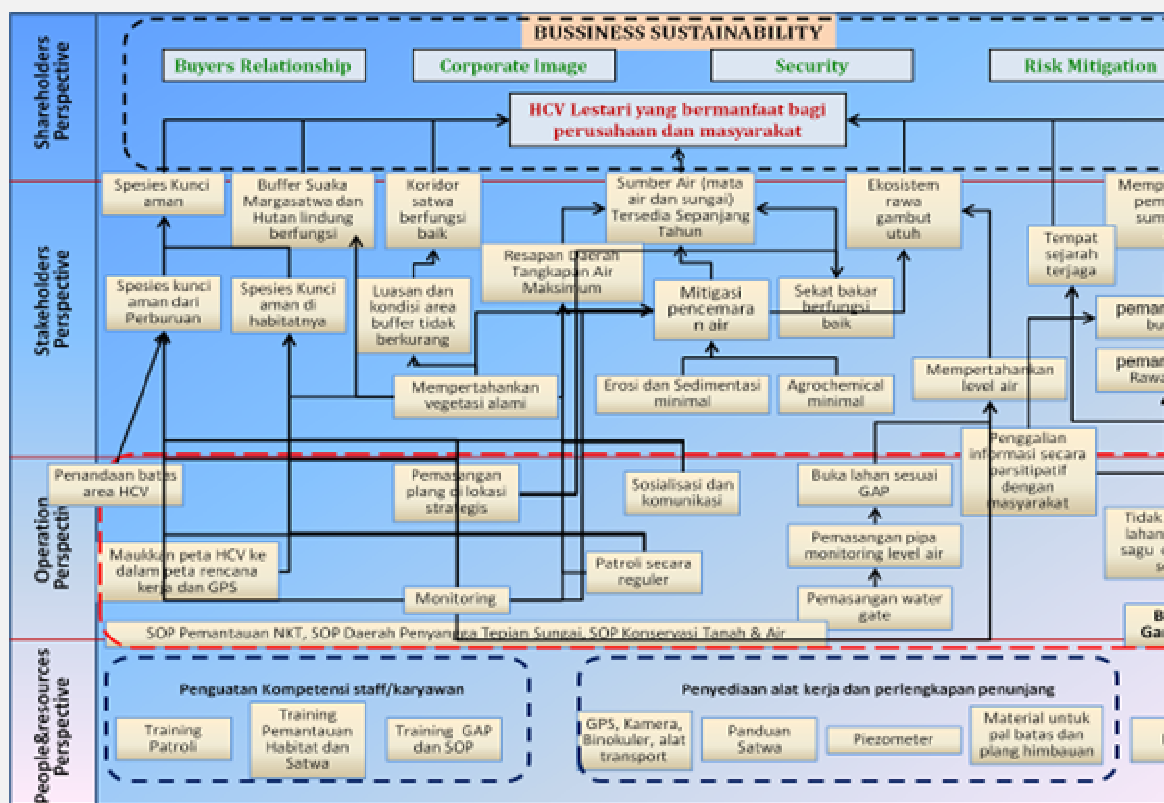 Shareholders
Perspective
BUSSINESS SUSTAINABILITY
Buyers Relationship
Corporate Image
Security
Risk Mitigation
HCV Lestari yang bermanfaat bagi
perusahaan dan masyarakat
Stakeholders
Perspective
Spesies Kunci
aman
Buffer Suaka
Margasatwa dan
Hutan lindung
berfungsi
Koridor
satwa
berfungsi
baik
Sumber Air (mata
air dan sungai)
Tersedia Sepanjang
Tahun
Ekosistem
rawa
gambut
utuh
Tempat
sejarah
terjaga
Resapan Daerah
Tangkapan Air
Maksimum
Spesies kunci
aman dari
Perburuan
Spesies Kunci
aman di
habitatnya
Luasan dan
kondisi area
buffer tidak
berkurang
Mitigasi
pencemara
n air
Sekat bakar
berfungsi
baik
Mempertahankan
vegetasi alami
Erosi dan Sedimentasi
minimal
Agrochemical
minimal
Mempertahankan
level air
Operation
Perspective
Penandaan batas
area HCV
Pemasangan
plang di lokasi
strategis
Sosialisasi dan
komunikasi
Buka lahan sesuai
GAP
Penggalian
informasi secara
parsitipatif
dengan
masyarakat
Maukkan peta HCV ke
dalam peta rencana
kerja dan GPS
Monitoring
Patroli secara
reguler
Pemasangan pipa
monitoring level air
Pemasangan water
gate
Tidak
lahan
sagu
SOP Pemantauan NKT, SOP Daerah Penyangga Tepian Sungai, SOP Konservasi Tanah & Air
People&resources
Perspective
Penguatan Kompetensi staff/karyawan
Training
Patroli
Training
Pemantauan
Habitat dan
Satwa
Training GAP
dan SOP
Penyediaan alat kerja dan perlengkapan penunjang
GPS, Kamera,
Binokuler, alat
transport
Panduan
Satwa
Piezometer
Material untuk
pal batas dan
plang himbauan